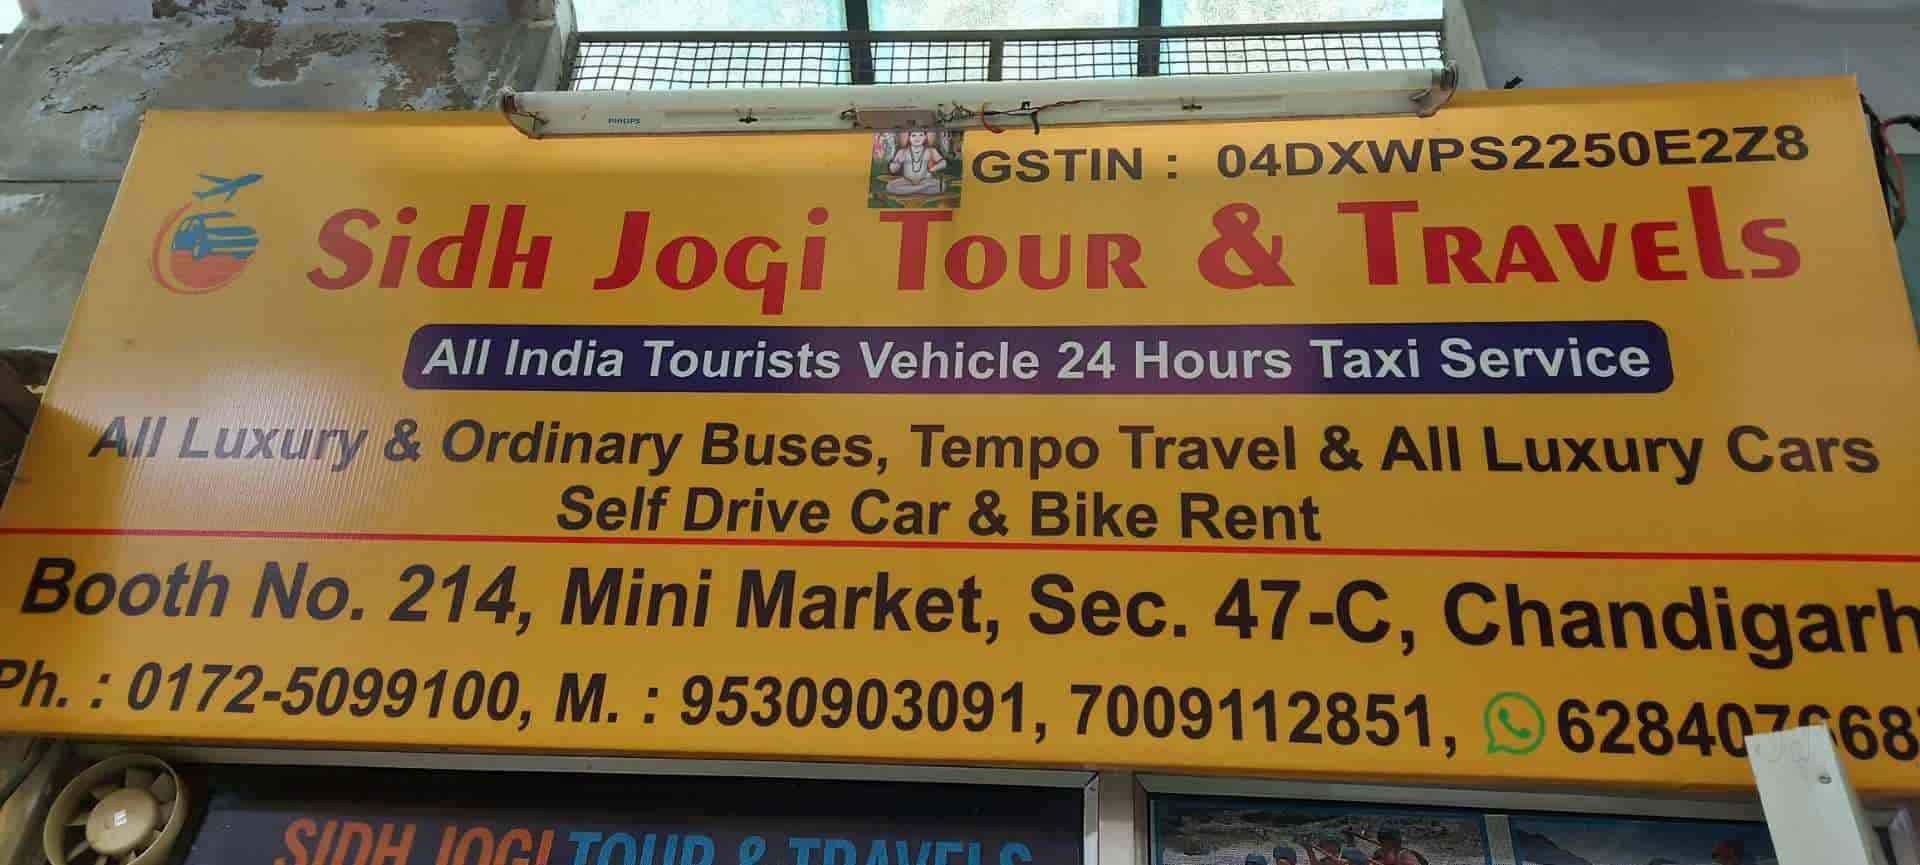 PHILIPS
GSTIN : 04DXWPS2250E2Z8
Sidh Jogi Tour & Travels
All India Tourists Vehicle 24 Hours Taxi Service
All Luxury & Ordinary Buses, Tempo Travel & All Luxury Cars
Self Drive Car & Bike Rent
Booth No. 214, Mini Market, Sec. 47-C, Chandigarh
Ph. : 0172-5099100, M. : 9530903091, 7009112851,
SIDH JOGI TOUR & TRAVELS